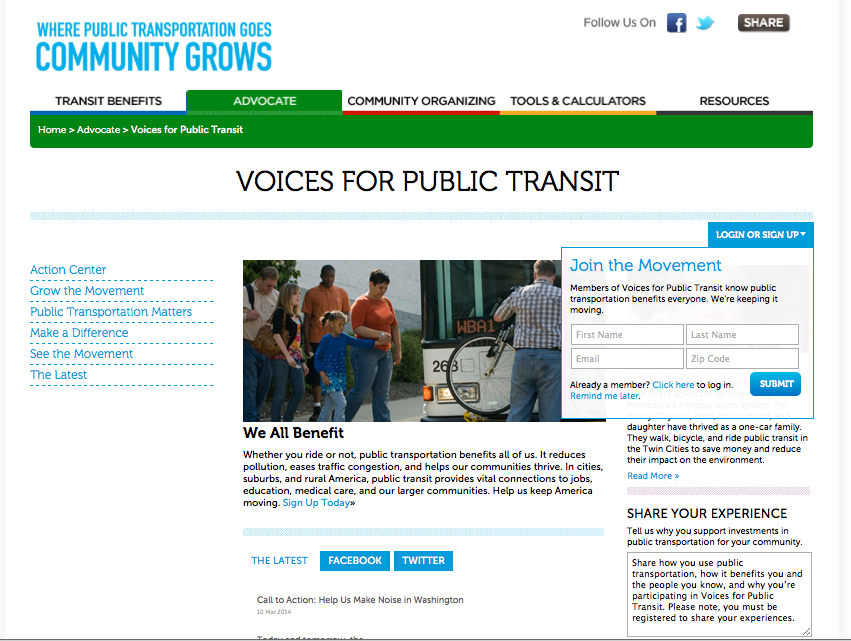 WHERE PUBLIC TRANSPORTATION GOES
COMMUNITY GROWS
Follow Us On
SHARE
TRANSIT BENEFITS
ADVOCATE
COMMUNITY ORGANIZING
TOOLS & CALCULATORS
RESOURCES
Home > Advocate > Voices for Public Transit
VOICES FOR PUBLIC TRANSIT
LOGIN OR SIGN UP
Action Center
Grow the Movement
Public Transportation Matters
Make a Difference
See the Movement
The Latest
WBA1
268
Join the Movement
Members of Voices for Public Transit know public
transportation benefits everyone. We're keeping it
moving.
First Name
Last Name
Email
Zip Code
Already a member? Click here to log in.
Remind me later.
SUBMIT
We All Benefit
Whether you ride or not, public transportation benefits all of us. It reduces
pollution, eases traffic congestion, and helps our communities thrive. In cities,
suburbs, and rural America, public transit provides vital connections to jobs,
education, medical care, and our larger communities. Help us keep America
moving. Sign Up Today»
THE LATEST
FACEBOOK
TWITTER
Call to Action: Help Us Make Noise in Washington
10 Mar 2014
Today and tomorrow, the
daughter have thrived as a one-car family.
They walk, bicycle, and ride public transit in
the Twin Cities to save money and reduce
their impact on the environment.
Read More »
SHARE YOUR EXPERIENCE
Tell us why you support investments in
public transportation for your community.
Share how you use public
transportation, how it benefits you and
the people you know, and why you're
participating in Voices for Public
Transit. Please note, you must be
registered to share your experiences.